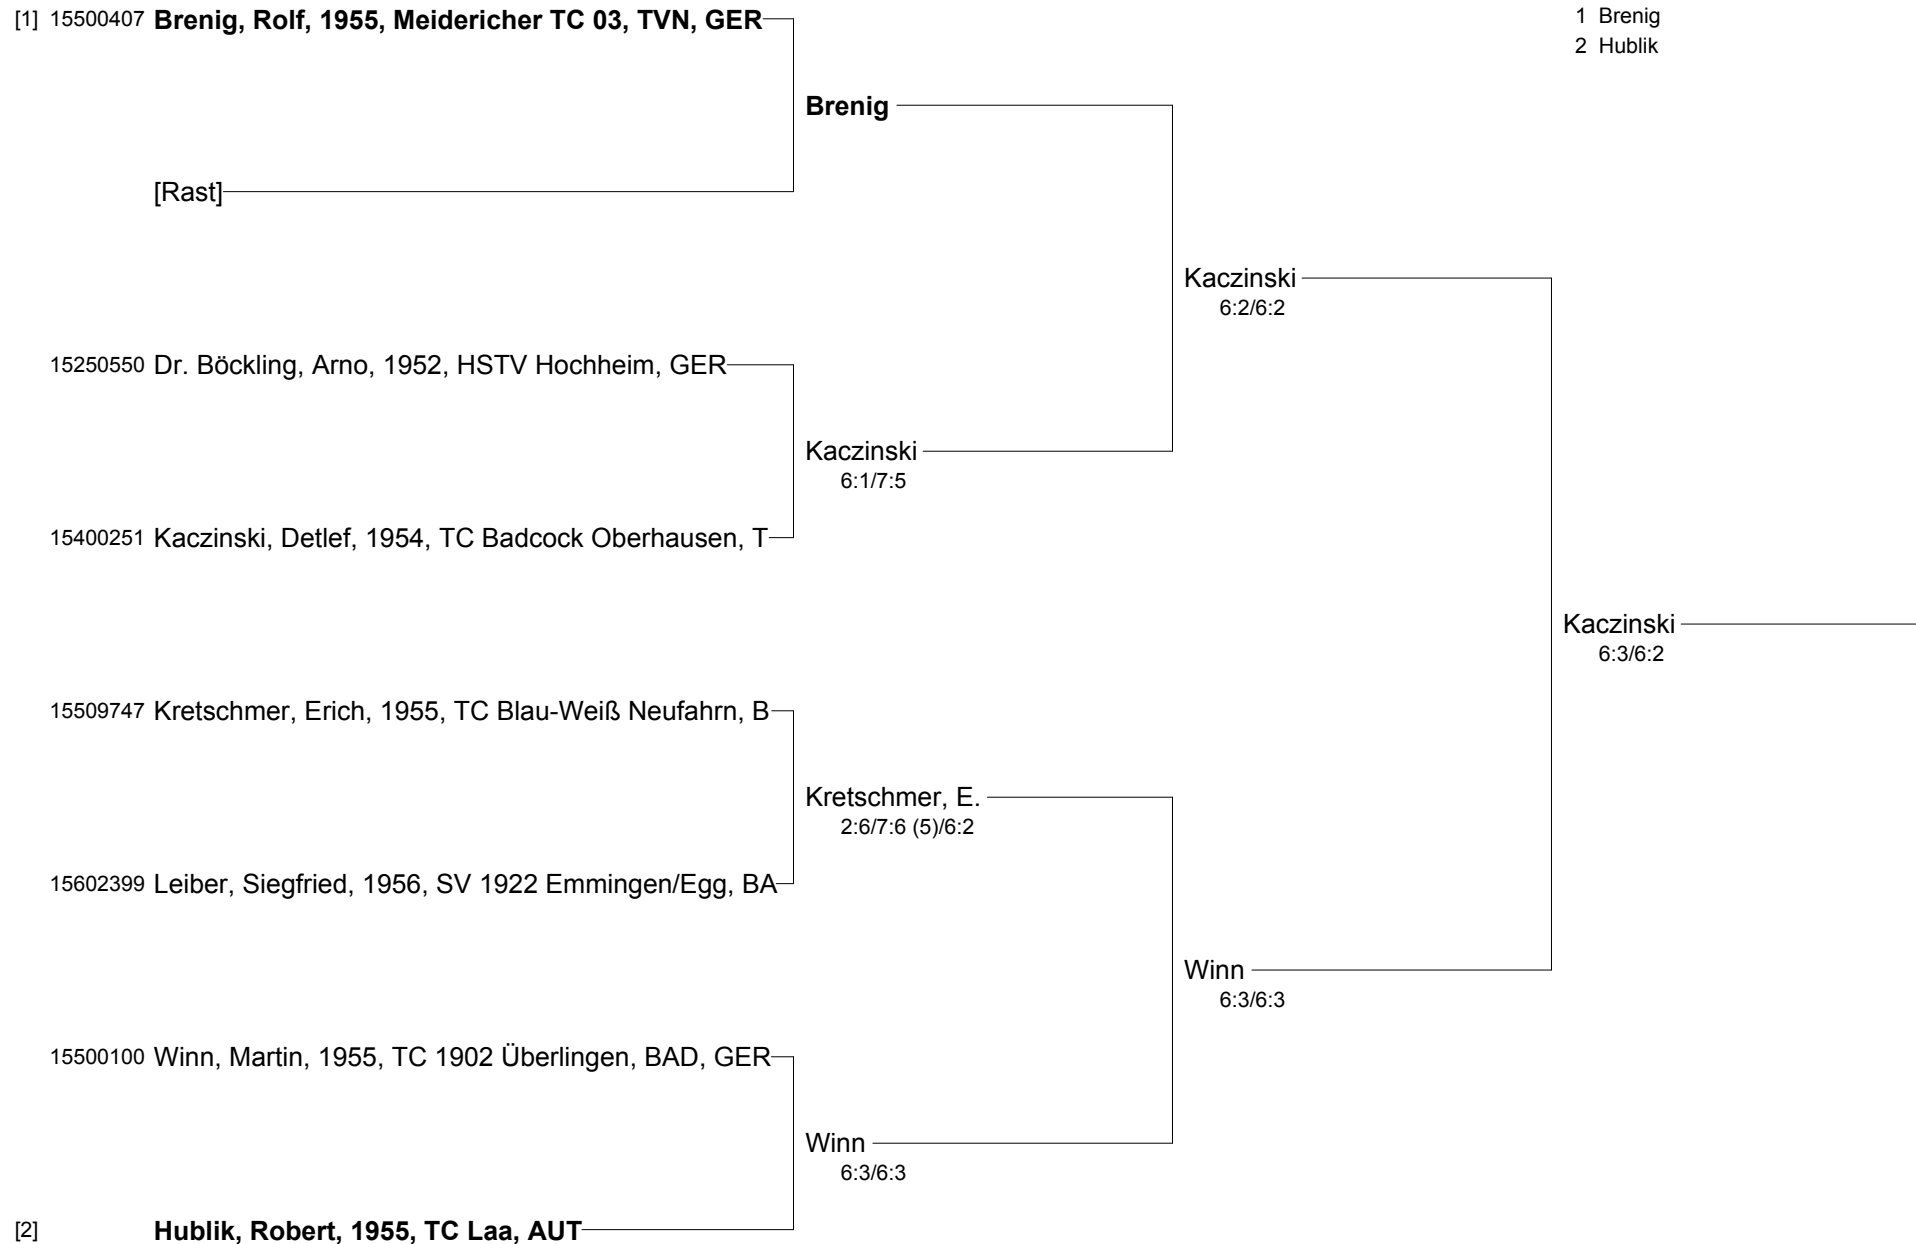 [1] 15500407 Brenig, Rolf, 1955, Meidericher TC 03, TVN, GER
1 Brenig
2 Hublik
Brenig
[Rast]
Kaczinski
6:2/6:2
15250550 Dr. Böckling, Arno, 1952, HSTV Hochheim, GER
Kaczinski
6:1/7:5
15400251 Kaczinski, Detlef, 1954, TC Badcock Oberhausen, T
Kaczinski
6:3/6:2
15509747 Kretschmer, Erich, 1955, TC Blau-Weiß Neufahrn, B
Kretschmer, E.
2:6/7:6 (5)/6:2
15602399 Leiber, Siegfried, 1956, SV 1922 Emmingen/Egg, BA
Winn
6:3/6:3
15500100 Winn, Martin, 1955, TC 1902 Überlingen, BAD, GER
Winn
6:3/6:3
[2] Hublik, Robert, 1955, TC Laa, AUT